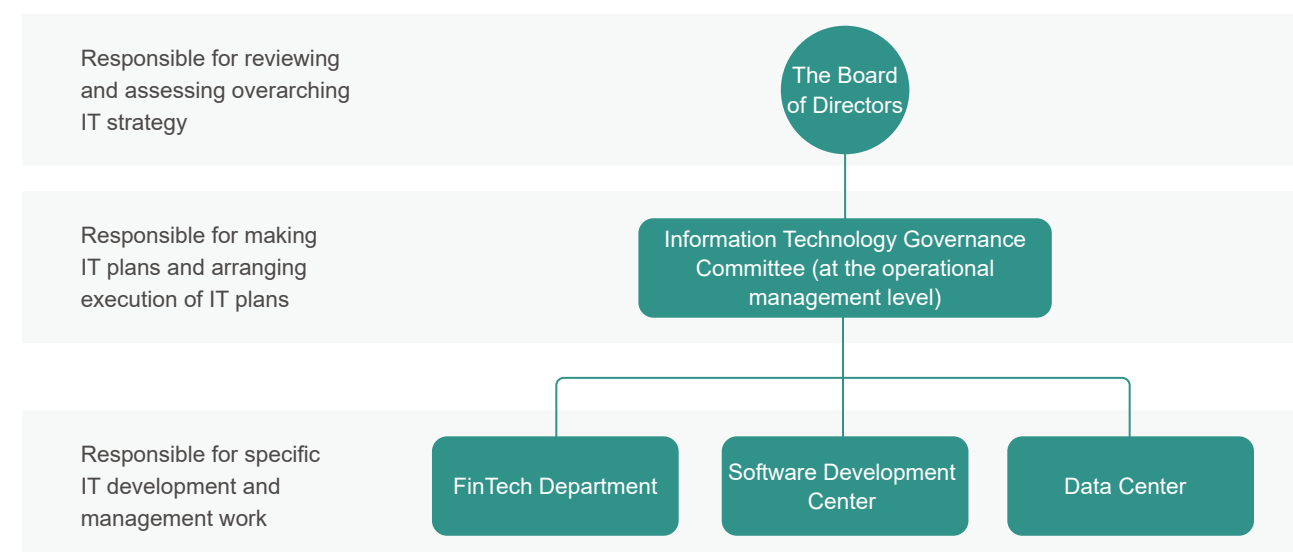 Responsible for reviewing
and assessing overarching
IT strategy
The Board
of Directors
Responsible for making
IT plans and arranging
execution of IT plans
Information Technology Governance
Committee (at the operational
management level)
Responsible for specific
IT development and
management work
FinTech Department
Software Development
Center
Data Center